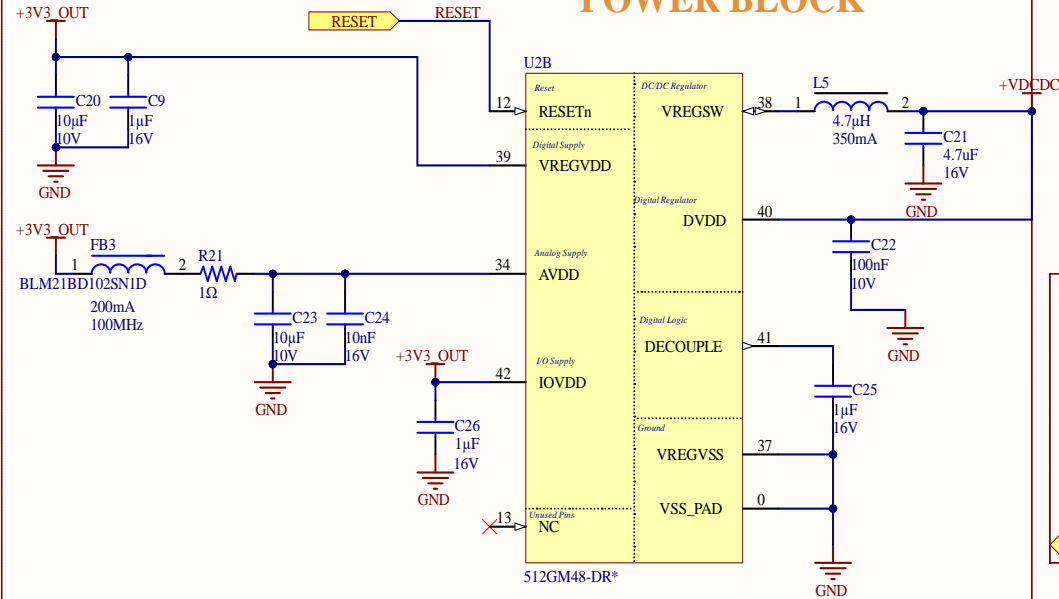 POWER BLOCK
+3V3_OUT
RESET
RESET
C20
10µF
10V
C9
1µF
16V
GND
U2B
Reset
12
RESETn
Digital Supply
39
VREGVDD
Analog Supply
34
AVDD
I/O Supply
42
IOVDD
Unused Pins
13
NC
DC/DC Regulator
VREGSW
38
Digital Regulator
DVDD
40
Digital Logic
DECOUPLE
41
Ground
VREGVSS
37
VSS_PAD
0
512GM48-DR*
+3V3_OUT
FB3
1
2
BLM21BD102SN1D
200mA
100MHz
R21
1Ω
C23
10µF
10V
C24
10nF
16V
GND
+3V3_OUT
C26
1µF
16V
GND
L5
1
2
4.7µH
350mA
+VDCDC
C21
4.7uF
16V
GND
C22
100nF
10V
GND
C25
1µF
16V
GND